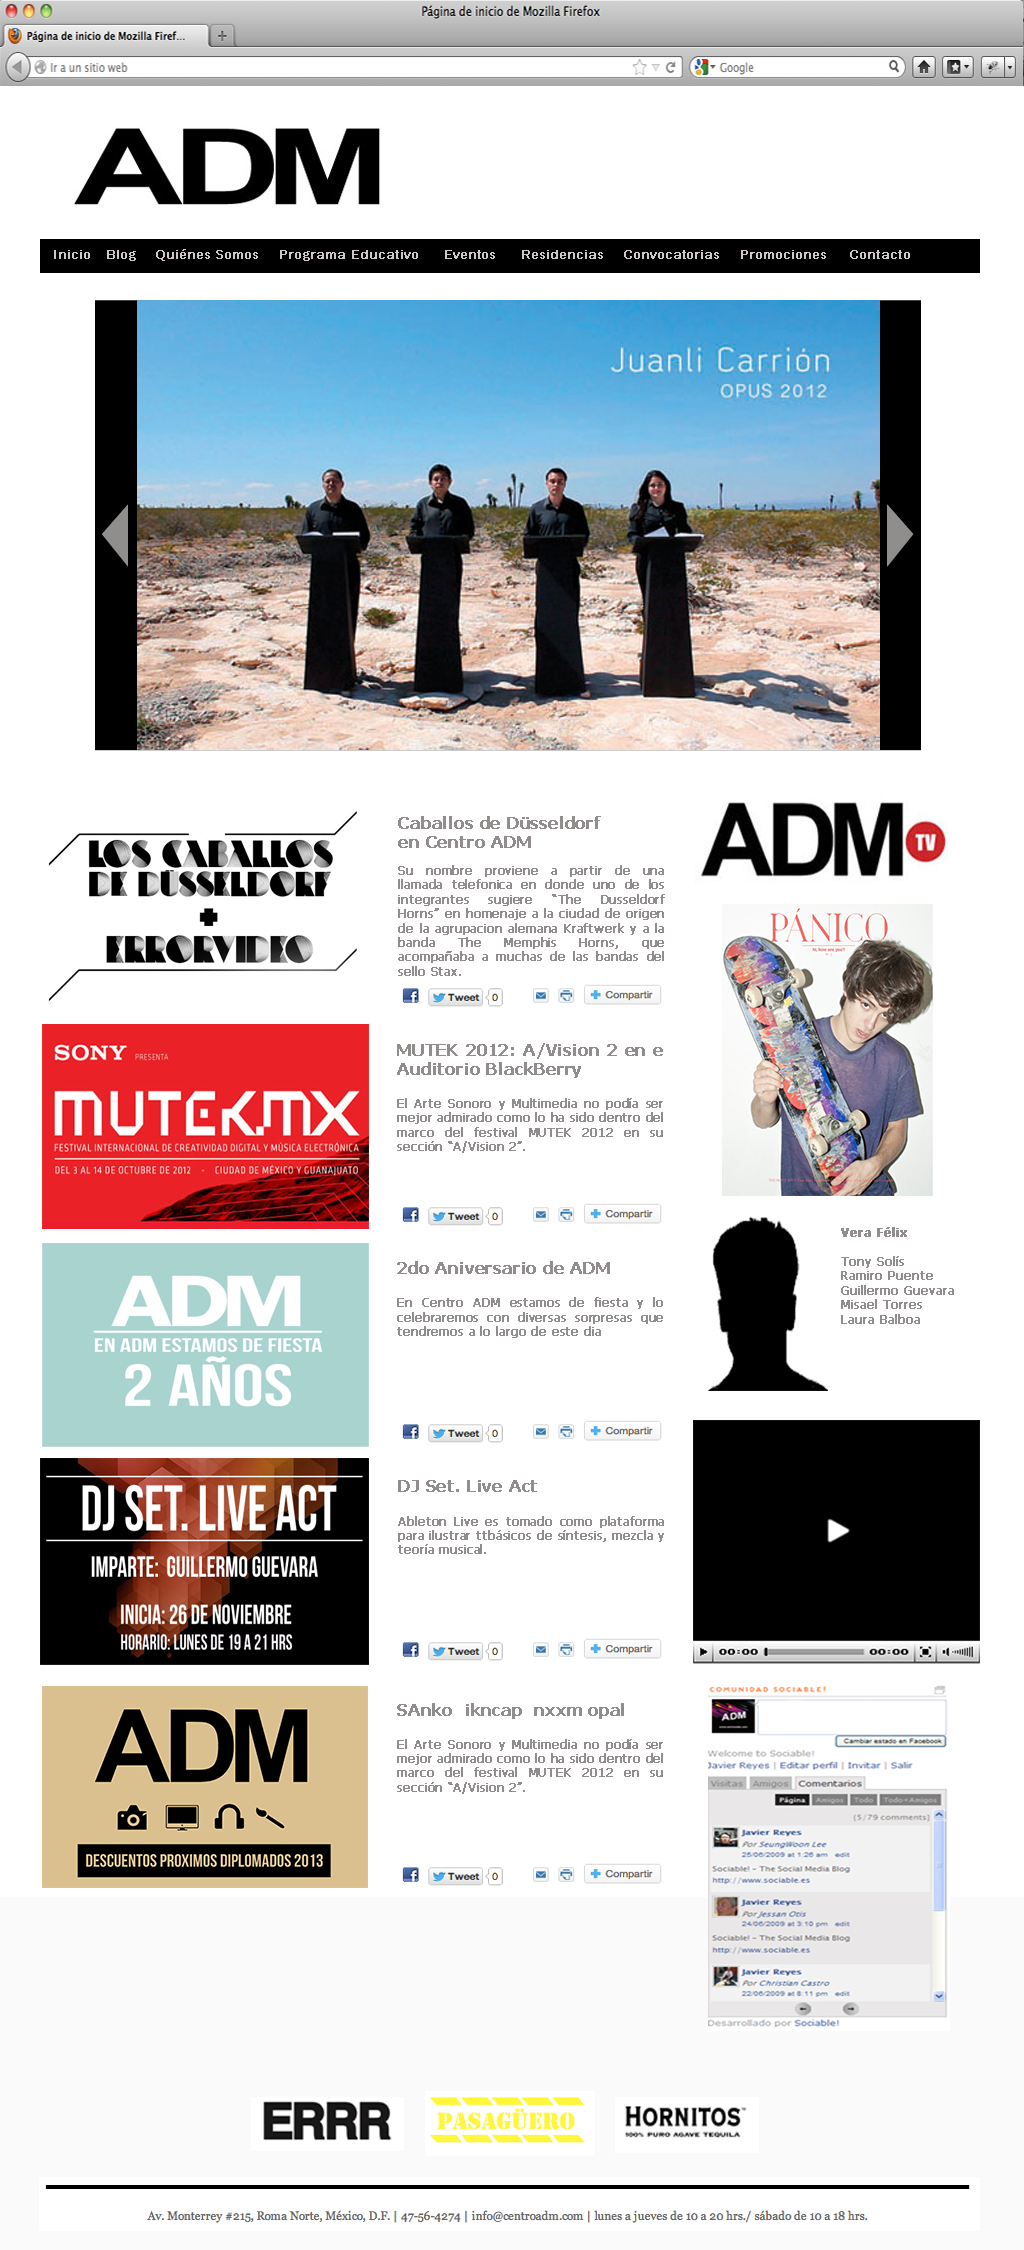 Página de inicio de Mozilla Firefox
Página de inicio de Mozilla Firef...
Ir a un sitio web
Google
ADM
Inicio Blog Quiénes Somos Programa Educativo Eventos Residencias Convocatorias Promociones Contacto
Juanli Carrión
OPUS 2012
LOS CABALLOS
DE DÜSSELDORF
+
ERRORVIDEO
Caballos de Düsseldorf
en Centro ADM
Su nombre proviene a partir de una
llamada telefonica en donde uno de los
integrantes sugiere “The Dusseldorf
Horns” en homenaje a la ciudad de origen
de la agrupacion alemana Kraftwerk y a la
banda The Memphis Horns, que
acompañaba a muchas de las bandas del
sello Stax.
Tweet 0 Compartir
SONY PRESENTA
MUTEK.MX
FESTIVAL INTERNACIONAL DE CREATIVIDAD DIGITAL Y MÚSICA ELECTRÓNICA
DEL 3 AL 14 DE OCTUBRE DE 2012 - CIUDAD DE MÉXICO Y GUANAJUATO
MUTEK 2012: A/Vision 2 en e
Auditorio BlackBerry
El Arte Sonoro y Multimedia no podía ser
mejor admirado como lo ha sido dentro del
marco del festival MUTEK 2012 en su
sección “A/Vision 2”.
Tweet 0 Compartir
ADM
EN ADM ESTAMOS DE FIESTA
2 AÑOS
2do Aniversario de ADM
En Centro ADM estamos de fiesta y lo
celebraremos con diversas sorpresas que
tendremos a lo largo de este dia
Tweet 0 Compartir
DJ SET. LIVE ACT
IMPARTE: GUILLERMO GUEVARA
INICIA: 26 DE NOVIEMBRE
HORARIO: LUNES DE 19 A 21 HRS
DJ Set. Live Act
Ableton Live es tomado como plataforma
para ilustrar ttbásicos de síntesis, mezcla y
teoría musical.
Tweet 0 Compartir
ADM
DESCUENTOS PROXIMOS DIPLOMADOS 2013
SAnko ikncap nxxm opal
El Arte Sonoro y Multimedia no podía ser
mejor admirado como lo ha sido dentro del
marco del festival MUTEK 2012 en su
sección “A/Vision 2”.
Tweet 0 Compartir
ADM TV
PÁNICO
Hi, how are you?
Vera Félix
Tony Solís
Ramiro Puente
Guillermo Guevara
Misael Torres
Laura Balboa
00:00 00:00
COMUNIDAD SOCIABLE!
ADM
Cambiar estado en Facebook
Welcome to Sociable!
Javier Reyes | Editar perfil | Invitar | Salir
Visitas Amigos Comentarios
Página Amigos Todo Todo+Amigos
[5/79 comments]
Javier Reyes
Por SeungWoon Lee
25/06/2009 at 1:26 am edit
Sociable! - The Social Media Blog
http://www.sociable.es
Javier Reyes
Por Jessan Otis
24/06/2009 at 3:10 pm edit
Sociable! - The Social Media Blog
http://www.sociable.es
Javier Reyes
Por Christian Castro
22/06/2009 at 8:11 pm edit
Desarrollado por Sociable!
ERRR
PASAGÜERO
HORNITOS™
100% PURO AGAVE TEQUILA
Av. Monterrey #215, Roma Norte, México, D.F. | 47-56-4274 | info@centroadm.com | lunes a jueves de 10 a 20 hrs./ sábado de 10 a 18 hrs.